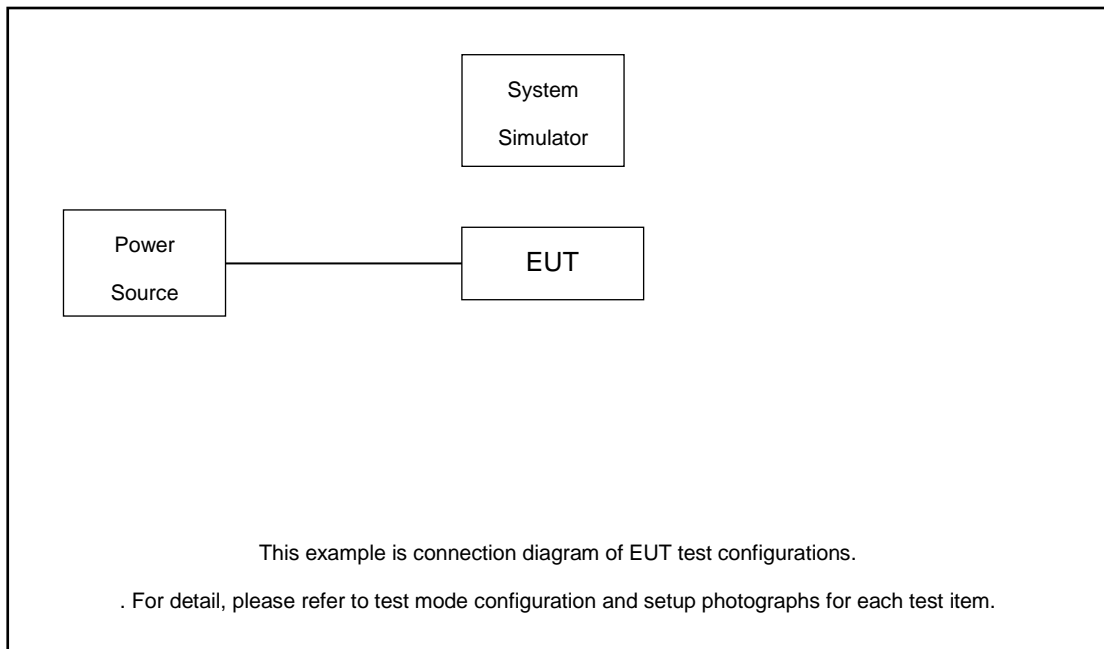 System
Simulator
Power
Source
EUT
This example is connection diagram of EUT test configurations.
. For detail, please refer to test mode configuration and setup photographs for each test item.